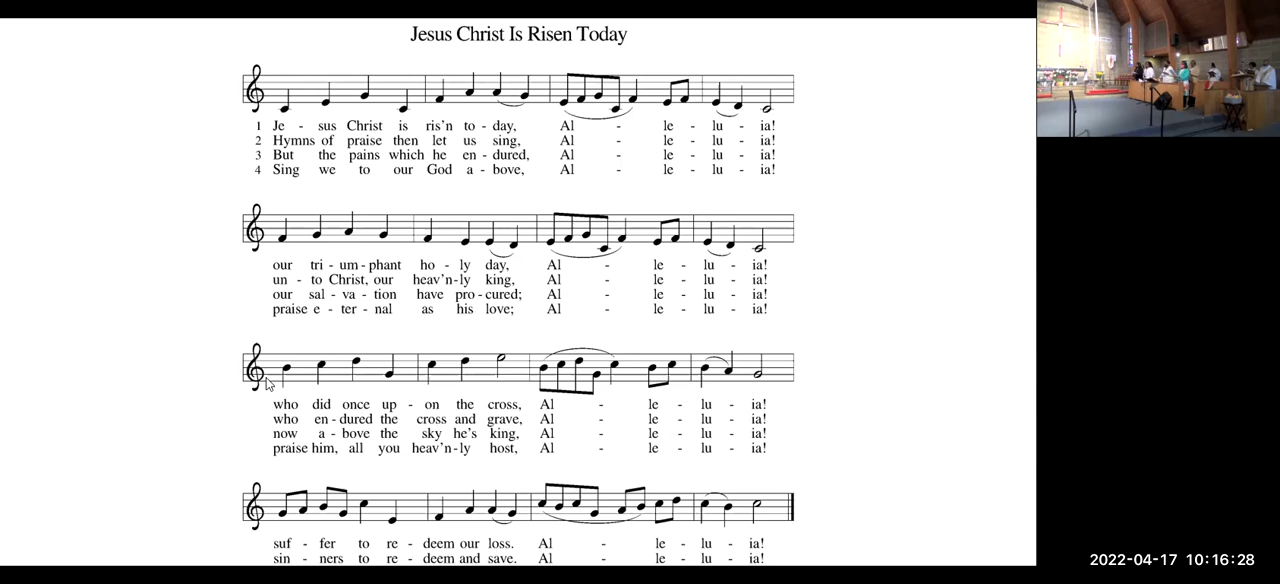 Jesus Christ Is Risen Today
1 Je - sus Christ is ris'n to - day, Al - le - lu - ia!
2 Hymns of praise then let us sing, Al - le - lu - ia!
3 But the pains which he en - dured, Al - le - lu - ia!
4 Sing we to our God a - bove, Al - le - lu - ia!
our tri - um - phant ho - ly day, Al - le - lu - ia!
un - to Christ, our heav'n - ly king, Al - le - lu - ia!
our sal - va - tion have pro - cured; Al - le - lu - ia!
praise e - ter - nal as his love; Al - le - lu - ia!
who did once up - on the cross, Al - le - lu - ia!
who en - dured the cross and grave, Al - le - lu - ia!
now a - bove the sky he's king, Al - le - lu - ia!
praise him, all you heav'n - ly host, Al - le - lu - ia!
suf - fer to re - deem our loss. Al - le - lu - ia!
sin - ners to re - deem and save. Al - le - lu - ia!
2022-04-17 10:16:28